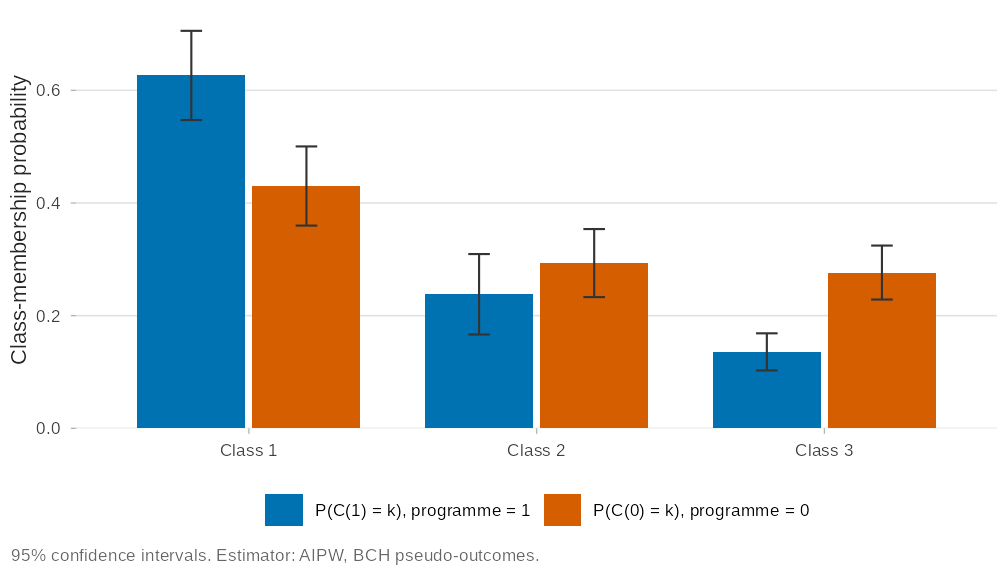 Class-membership probability
0.6
0.4
0.2
0.0
Class 1
Class 2
Class 3
P(C(1) = k), programme = 1
P(C(0) = k), programme = 0
95% confidence intervals. Estimator: AIPW, BCH pseudo-outcomes.